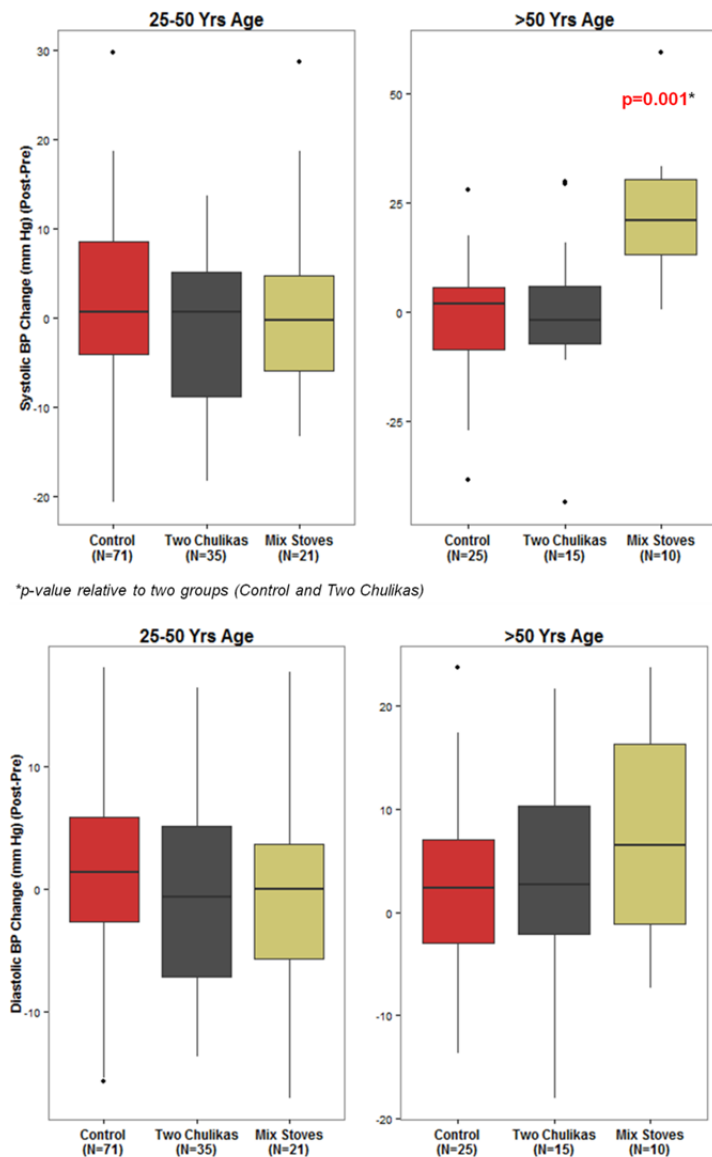 25-50 Yrs Age
>50 Yrs Age
Systolic BP Change (mm Hg) (Post-Pre)
30
20
10
0
-10
-20
50
25
0
-25
p=0.001*
Control
(N=71)
Two Chulikas
(N=35)
Mix Stoves
(N=21)
Control
(N=25)
Two Chulikas
(N=15)
Mix Stoves
(N=10)
*p-value relative to two groups (Control and Two Chulikas)
25-50 Yrs Age
>50 Yrs Age
Diastolic BP Change (mm Hg) (Post-Pre)
10
0
-10
20
10
0
-10
-20
Control
(N=71)
Two Chulikas
(N=35)
Mix Stoves
(N=21)
Control
(N=25)
Two Chulikas
(N=15)
Mix Stoves
(N=10)